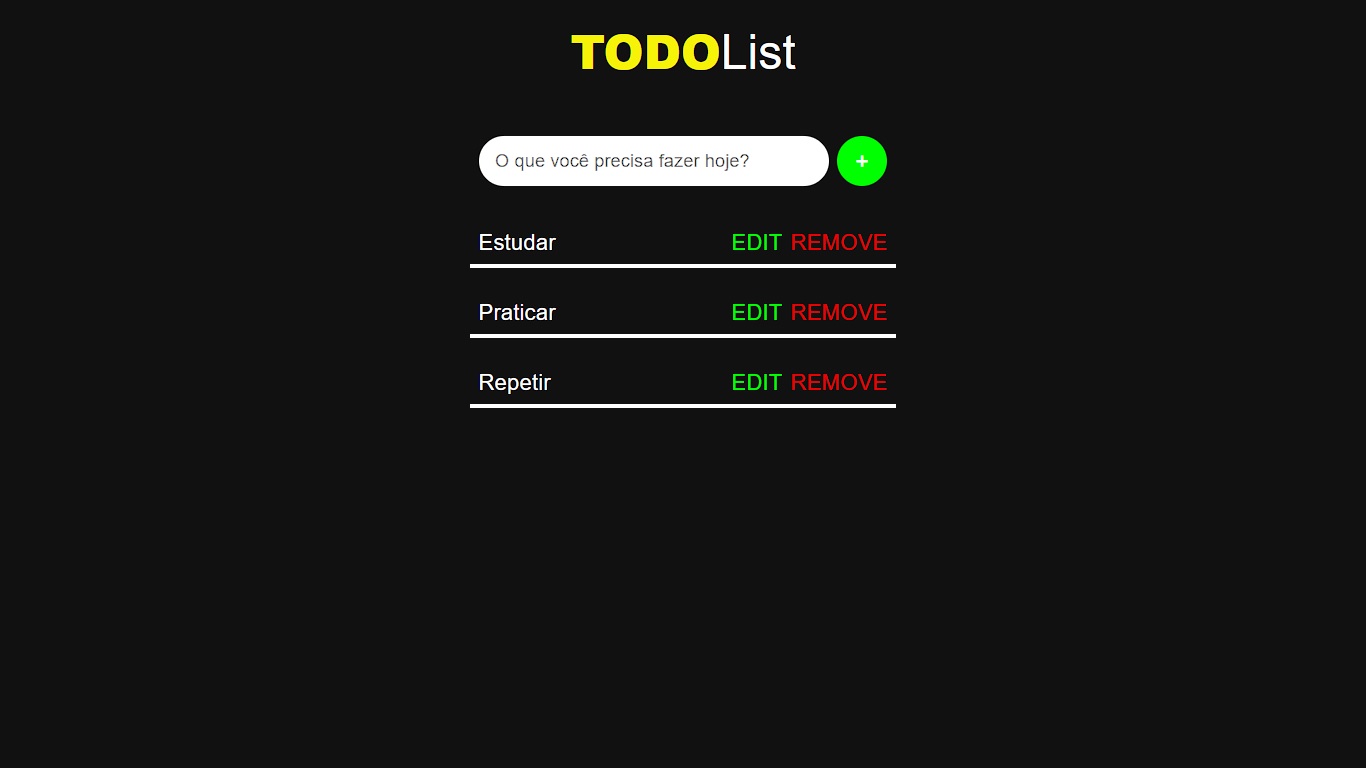 TODOList
O que você precisa fazer hoje? +
Estudar EDIT REMOVE
Praticar EDIT REMOVE
Repetir EDIT REMOVE